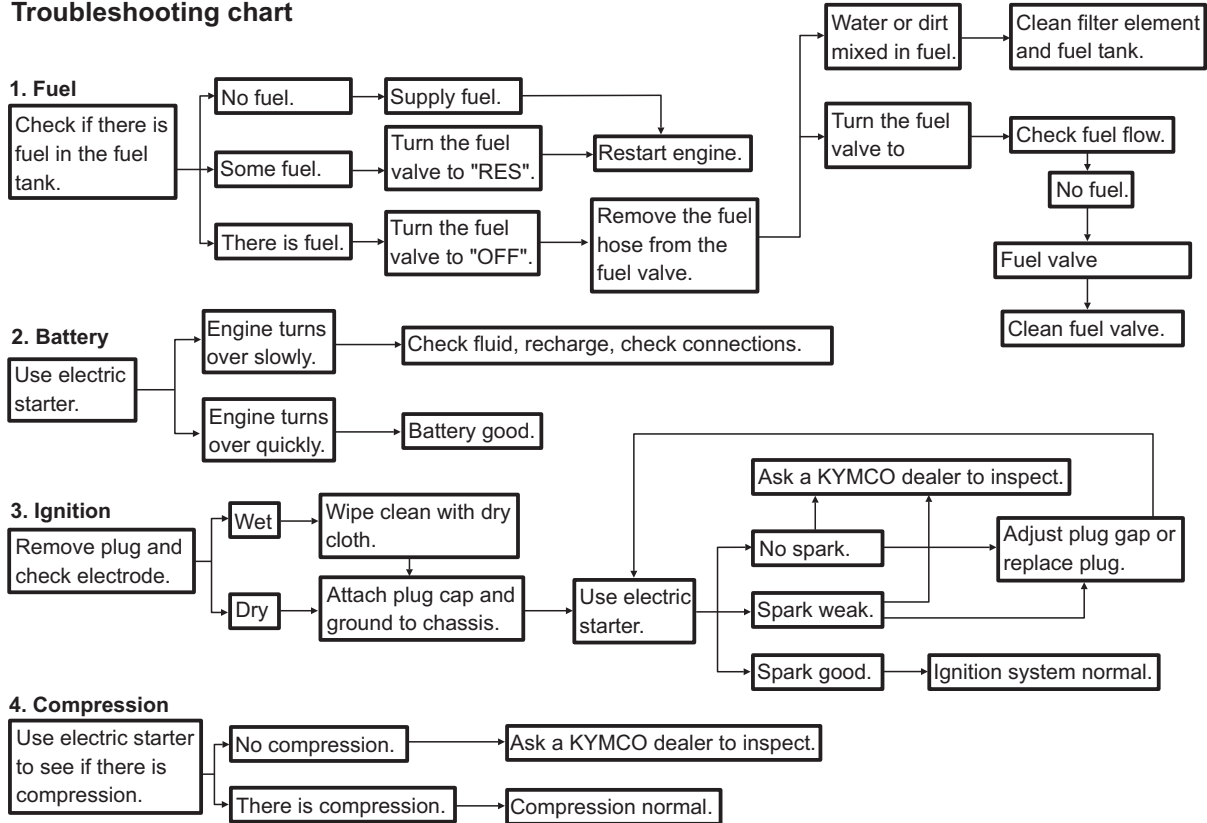 Troubleshooting chart
1. Fuel
Check if there is
fuel in the fuel
tank.
No fuel.
Supply fuel.
Some fuel.
Turn the fuel
valve to "RES".
Restart engine.
There is fuel.
Turn the fuel
valve to "OFF".
Remove the fuel
hose from the
fuel valve.
Water or dirt
mixed in fuel.
Clean filter element
and fuel tank.
Turn the fuel
valve to
Check fuel flow.
No fuel.
Fuel valve
Clean fuel valve.
2. Battery
Use electric
starter.
Engine turns
over slowly.
Check fluid, recharge, check connections.
Engine turns
over quickly.
Battery good.
3. Ignition
Remove plug and
check electrode.
Wet
Wipe clean with dry
cloth.
Dry
Attach plug cap and
ground to chassis.
Use electric
starter.
Ask a KYMCO dealer to inspect.
No spark.
Adjust plug gap or
replace plug.
Spark weak.
Spark good.
Ignition system normal.
4. Compression
Use electric starter
to see if there is
compression.
No compression.
Ask a KYMCO dealer to inspect.
There is compression.
Compression normal.